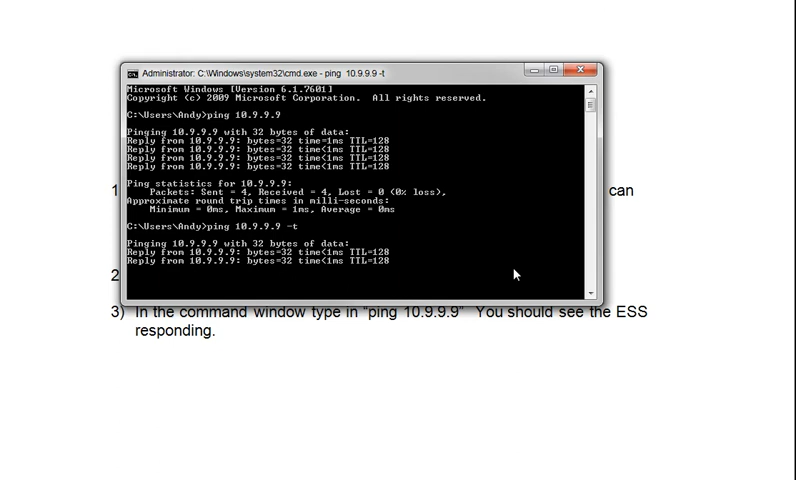 Administrator: C:\Windows\system32\cmd.exe - ping 10.9.9.9 -t
Microsoft Windows [Version 6.1.7601]
Copyright (c) 2009 Microsoft Corporation. All rights reserved.
C:\Users\Andy>ping 10.9.9.9
Pinging 10.9.9.9 with 32 bytes of data:
Reply from 10.9.9.9: bytes=32 time=1ms TTL=128
Reply from 10.9.9.9: bytes=32 time<1ms TTL=128
Reply from 10.9.9.9: bytes=32 time<1ms TTL=128
Reply from 10.9.9.9: bytes=32 time<1ms TTL=128
Ping statistics for 10.9.9.9:
Packets: Sent = 4, Received = 4, Lost = 0 (0% loss),
Approximate round trip times in milli-seconds:
Minimum = 0ms, Maximum = 1ms, Average = 0ms
C:\Users\Andy>ping 10.9.9.9 -t
Pinging 10.9.9.9 with 32 bytes of data:
Reply from 10.9.9.9: bytes=32 time<1ms TTL=128
Reply from 10.9.9.9: bytes=32 time<1ms TTL=128
1 can
2
3) In the command window type in "ping 10.9.9.9" You should see the ESS
responding.